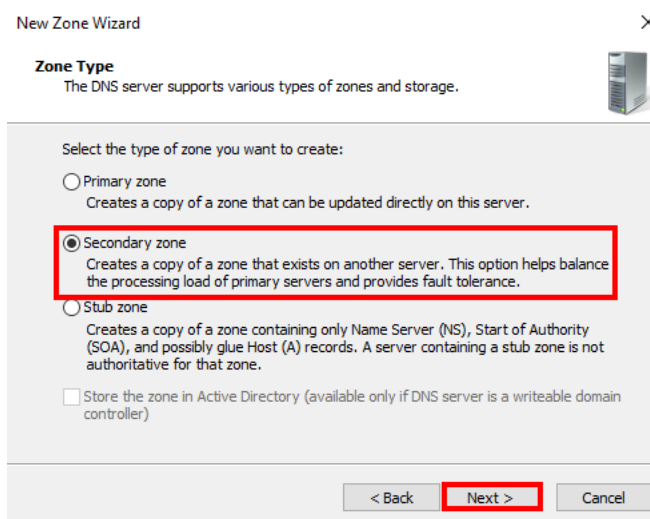 New Zone Wizard
Zone Type
The DNS server supports various types of zones and storage.
Select the type of zone you want to create:
Primary zone
Creates a copy of a zone that can be updated directly on this server.
Secondary zone
Creates a copy of a zone that exists on another server. This option helps balance
the processing load of primary servers and provides fault tolerance.
Stub zone
Creates a copy of a zone containing only Name Server (NS), Start of Authority
(SOA), and possibly glue Host (A) records. A server containing a stub zone is not
authoritative for that zone.
Store the zone in Active Directory (available only if DNS server is a writeable domain
controller)
< Back Next > Cancel